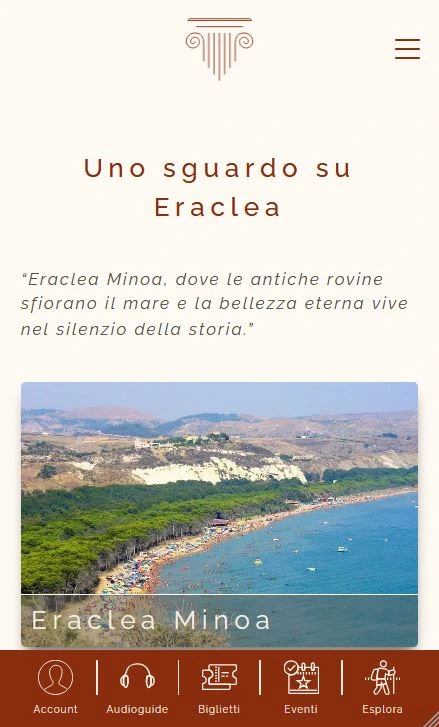 Uno sguardo su
Eraclea
“Eraclea Minoa, dove le antiche rovine
sfiorano il mare e la bellezza eterna vive
nel silenzio della storia.”
Eraclea Minoa
Account
Audioguide
Biglietti
Eventi
Esplora